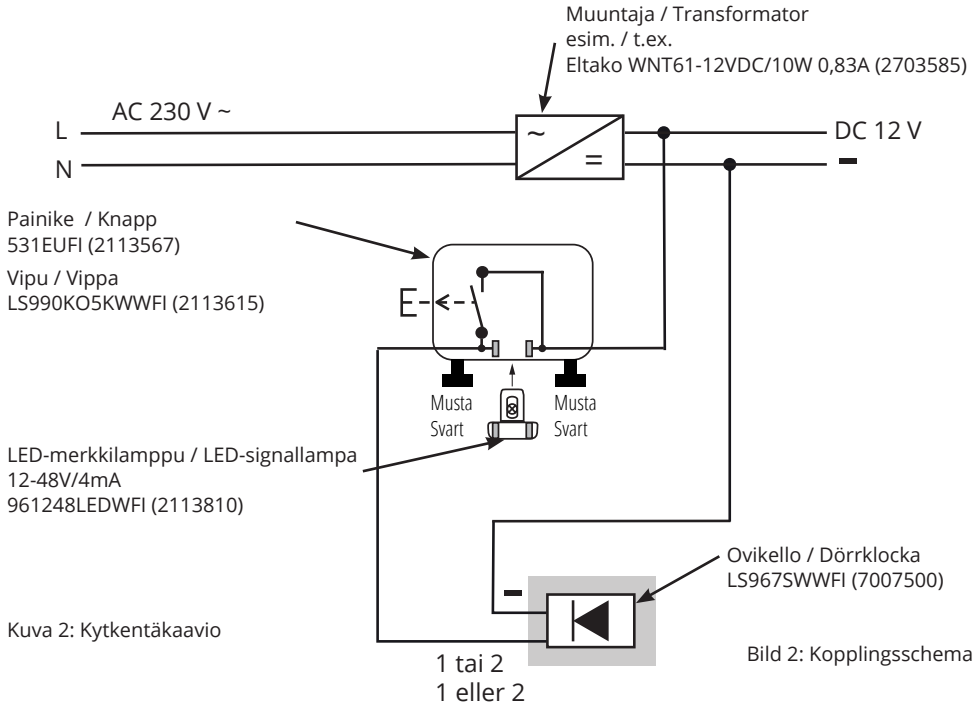 Muuntaja / Transformator
esim. / t.ex.
Eltako WNT61-12VDC/10W 0,83A (2703585)
AC 230 V ~
L
DC 12 V
~
=
N
-
Painike / Knapp
531EUFI (2113567)
Vipu / Vippa
LS990KO5KWWFI (2113615)
Musta
Svart
Musta
Svart
LED-merkkilamppu / LED-signallampa
12-48V/4mA
961248LEDWFI (2113810)
Ovikello / Dörrklocka
LS967SWWFI (7007500)
-
Kuva 2: Kytkentäkaavio
1 tai 2
1 eller 2
Bild 2: Kopplingsschema